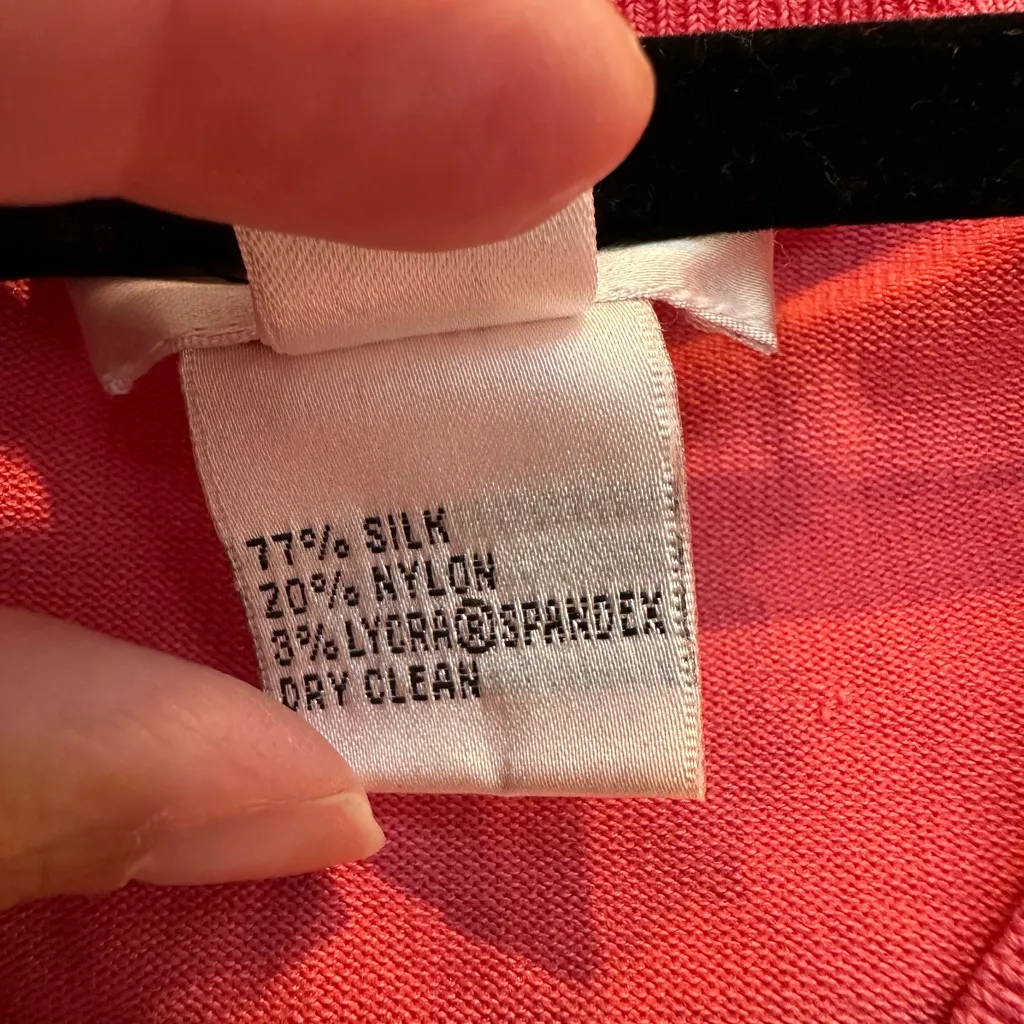 77% SILK
20% NYLON
3% LYCRA®SPANDEX
DRY CLEAN